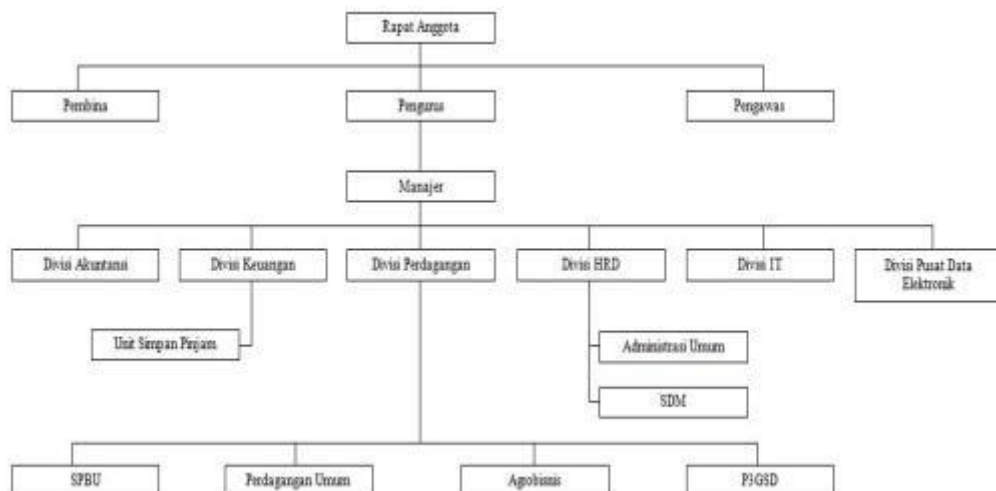 Rapat Anggota
Pembina
Pengurus
Pengawas
Manajer
Divisi Akuntansi
Divisi Keuangan
Divisi Perdagangan
Divisi HRD
Divisi IT
Divisi Pusat Data
Elektronik
Unit Simpan Pinjam
Administrasi Umum
SDM
SPBU
Perdagangan Umum
Agrobisnis
P3GSD